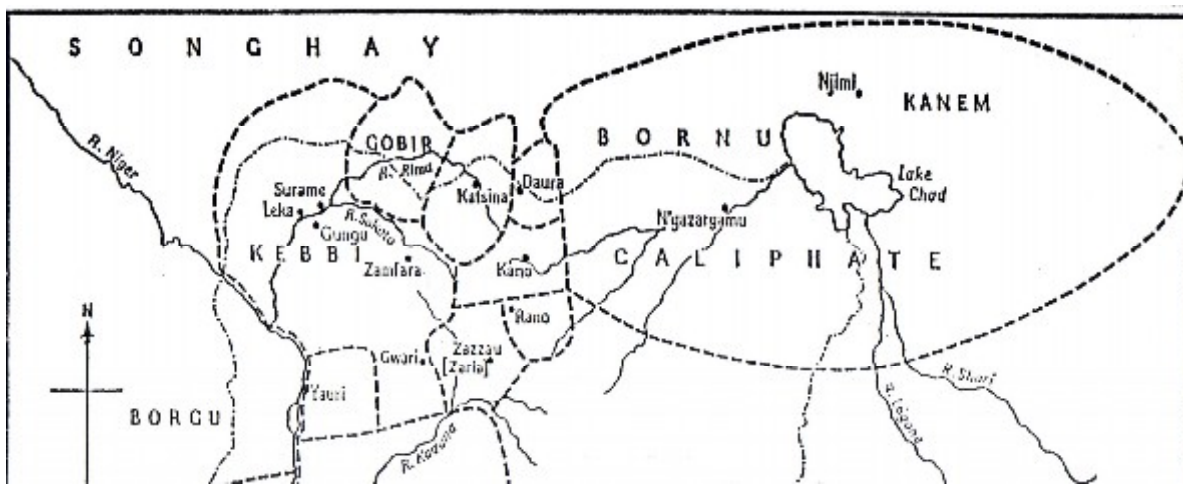 SONGHAY
Njimi
KANEM
R. Niger
GOBIR
BORNU
R. Rima
Lake
Chad
Surame
Katsina
Daura
Leka
R. Sokoto
N'gazargamu
Gungu
KEBBI
Zamfara
Kano
CALIPHATE
N
Rano
Gwari
Zazzau
[Zaria]
Yauri
R. Shari
BORGU
R. Kaduna
R. Logone